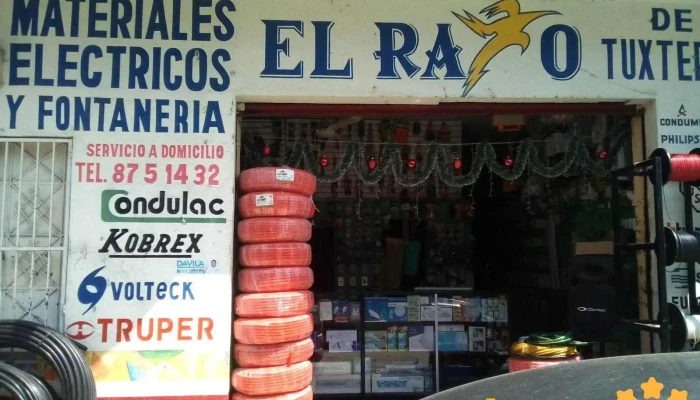 MATERIALES
ELECTRICOS
Y FONTANERIA
SERVICIO A DOMICILIO
TEL. 87 5 14 32
Condulac
KOBREX
DAVILA
VOLTECK
TRUPER
EL RAYO
DE
TUXTE
CONDUM
PHILIPS